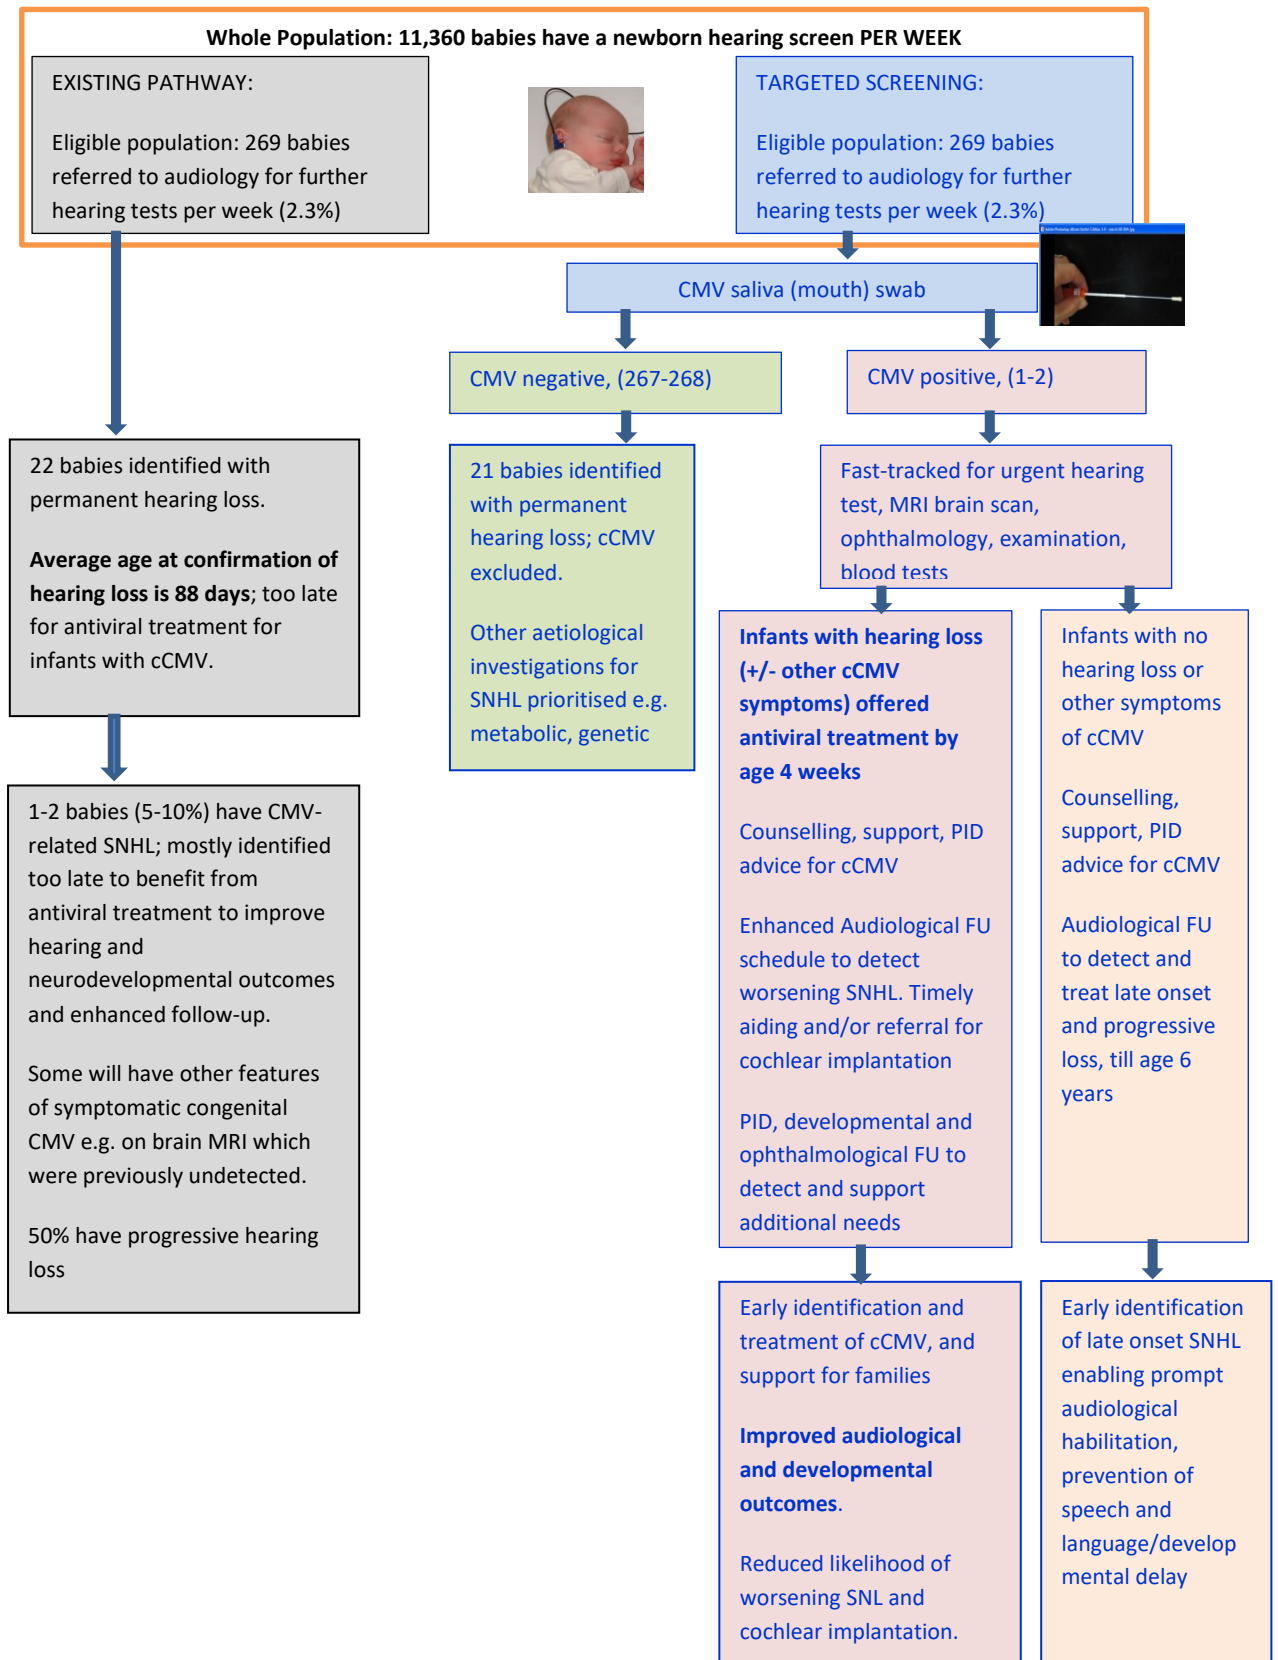 Whole Population: 11,360 babies have a newborn hearing screen PER WEEK
EXISTING PATHWAY:
Eligible population: 269 babies
referred to audiology for further
hearing tests per week (2.3%)
TARGETED SCREENING:
Eligible population: 269 babies
referred to audiology for further
hearing tests per week (2.3%)
CMV saliva (mouth) swab
CMV negative, (267-268)
CMV positive, (1-2)
22 babies identified with
permanent hearing loss.
Average age at confirmation of
hearing loss is 88 days; too late
for antiviral treatment for
infants with cCMV.
21 babies identified
with permanent
hearing loss; cCMV
excluded.
Other aetiological
investigations for
SNHL prioritised e.g.
metabolic, genetic
Fast-tracked for urgent hearing
test, MRI brain scan,
ophthalmology, examination,
blood tests
1-2 babies (5-10%) have CMV-
related SNHL; mostly identified
too late to benefit from
antiviral treatment to improve
hearing and
neurodevelopmental outcomes
and enhanced follow-up.
Some will have other features
of symptomatic congenital
CMV e.g. on brain MRI which
were previously undetected.
50% have progressive hearing
loss
Infants with hearing loss
(+/- other cCMV
symptoms) offered
antiviral treatment by
age 4 weeks
Counselling, support, PID
advice for cCMV
Enhanced Audiological FU
schedule to detect
worsening SNHL. Timely
aiding and/or referral for
cochlear implantation
PID, developmental and
ophthalmological FU to
detect and support
additional needs
Infants with no
hearing loss or
other symptoms
of cCMV
Counselling,
support, PID
advice for cCMV
Audiological FU
to detect and
treat late onset
and progressive
loss, till age 6
years
Early identification and
treatment of cCMV, and
support for families
Improved audiological
and developmental
outcomes.
Reduced likelihood of
worsening SNL and
cochlear implantation.
Early identification
of late onset SNHL
enabling prompt
audiological
habilitation,
prevention of
speech and
language/develop
mental delay